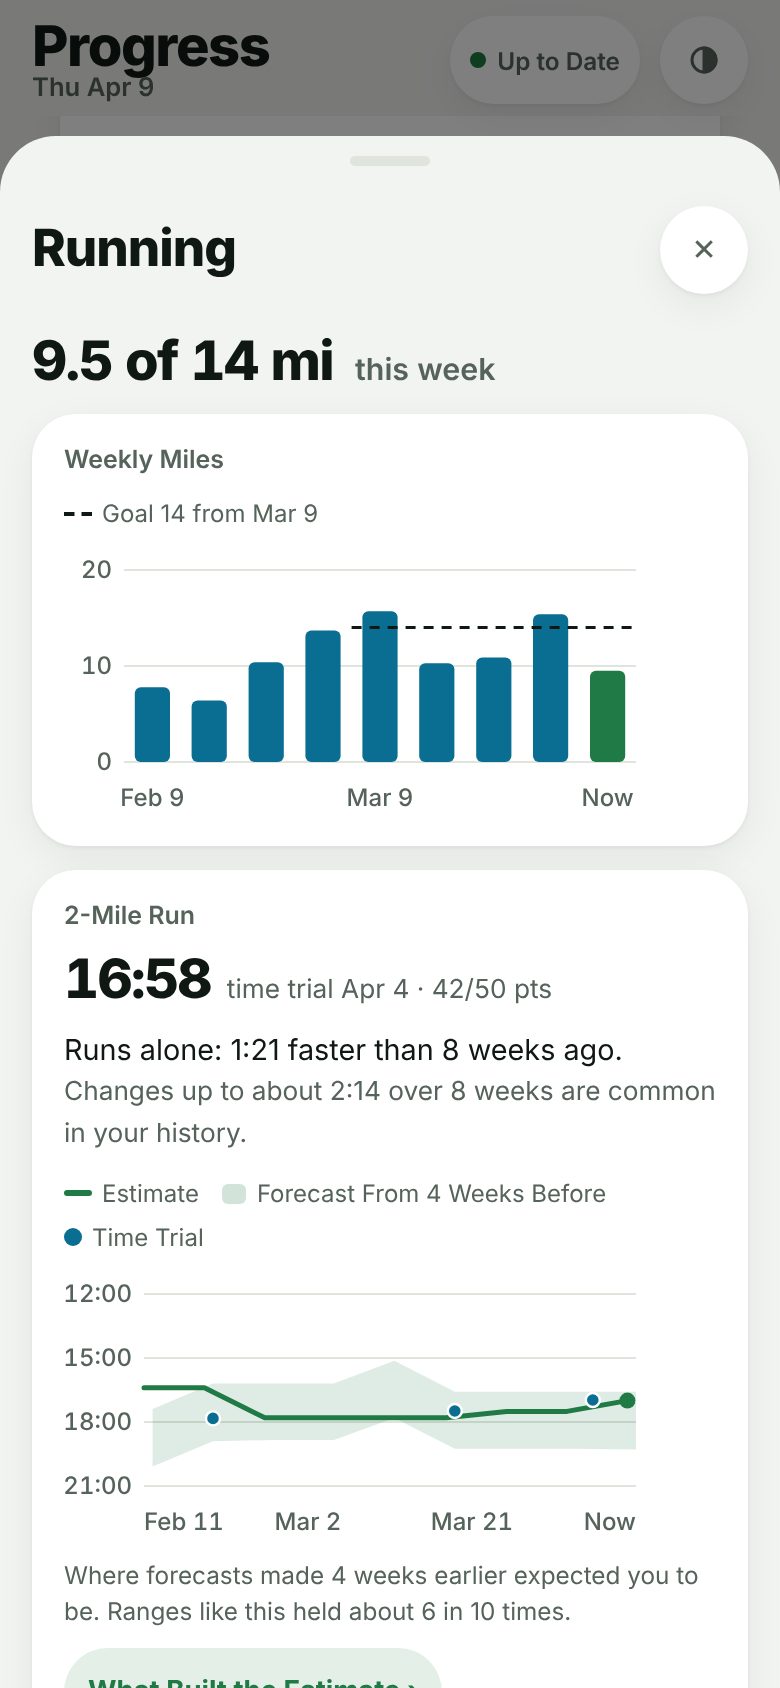 Progress
Thu Apr 9
Up to Date
Running
9.5 of 14 mi this week
Weekly Miles
Goal 14 from Mar 9
20
10
0
Feb 9 Mar 9 Now
2-Mile Run
16:58 time trial Apr 4 · 42/50 pts
Runs alone: 1:21 faster than 8 weeks ago.
Changes up to about 2:14 over 8 weeks are common
in your history.
Estimate Forecast From 4 Weeks Before
Time Trial
12:00
15:00
18:00
21:00
Feb 11 Mar 2 Mar 21 Now
Where forecasts made 4 weeks earlier expected you to
be. Ranges like this held about 6 in 10 times.
What Built the Estimate ›